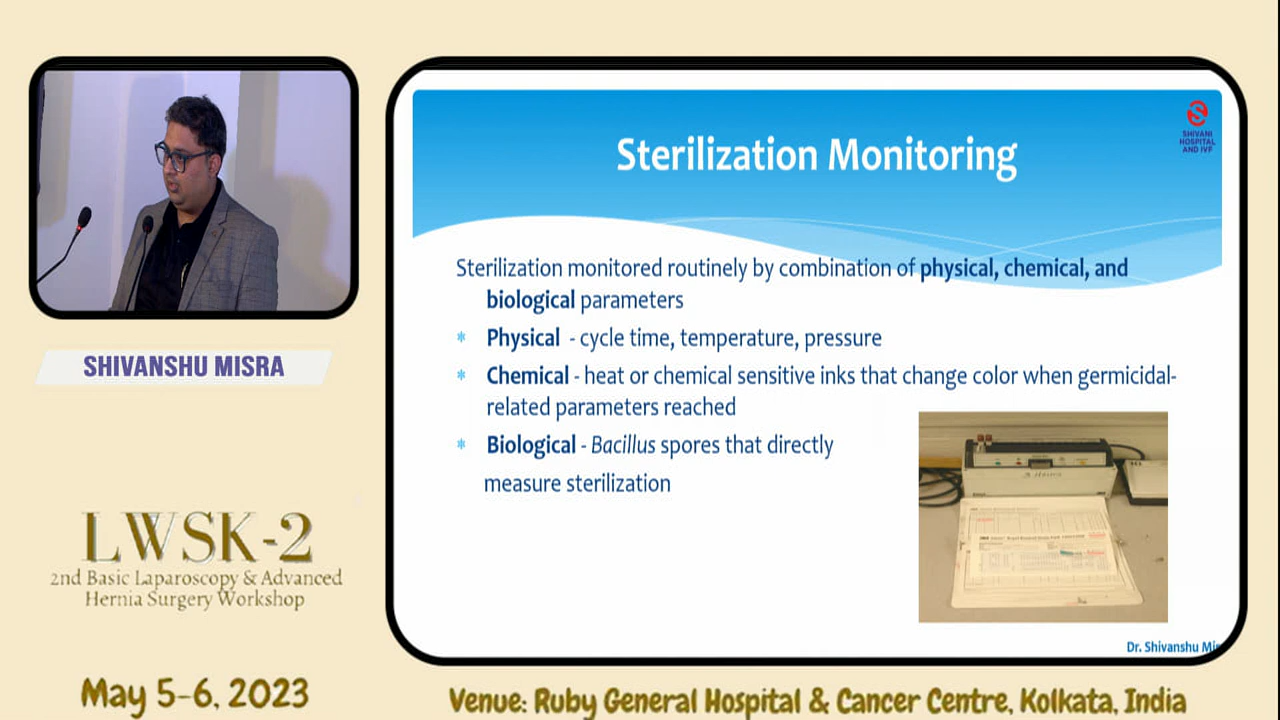 Sterilization Monitoring
SHIVANI
HOSPITAL
AND IVF
Sterilization monitored routinely by combination of physical, chemical, and
biological parameters
* Physical - cycle time, temperature, pressure
* Chemical - heat or chemical sensitive inks that change color when germicidal-
related parameters reached
* Biological - Bacillus spores that directly
measure sterilization
Dr. Shivanshu
SHIVANSHU MISRA
LWSK-2
2nd Basic Laparoscopy & Advanced
Hernia Surgery Workshop
May 5-6, 2023
Venue: Ruby General Hospital & Cancer Centre, Kolkata, India